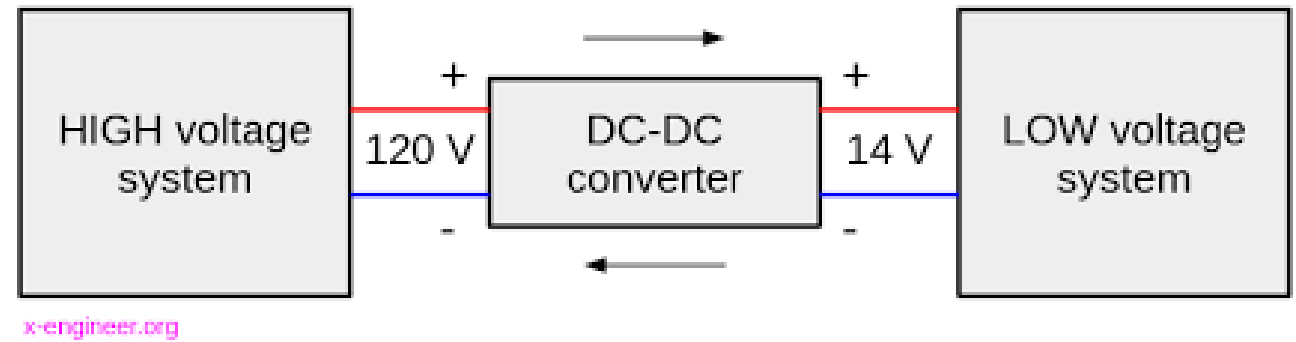 +
+
HIGH voltage
system
120 V
DC-DC
converter
14 V
LOW voltage
system
-
-
x-engineer.org